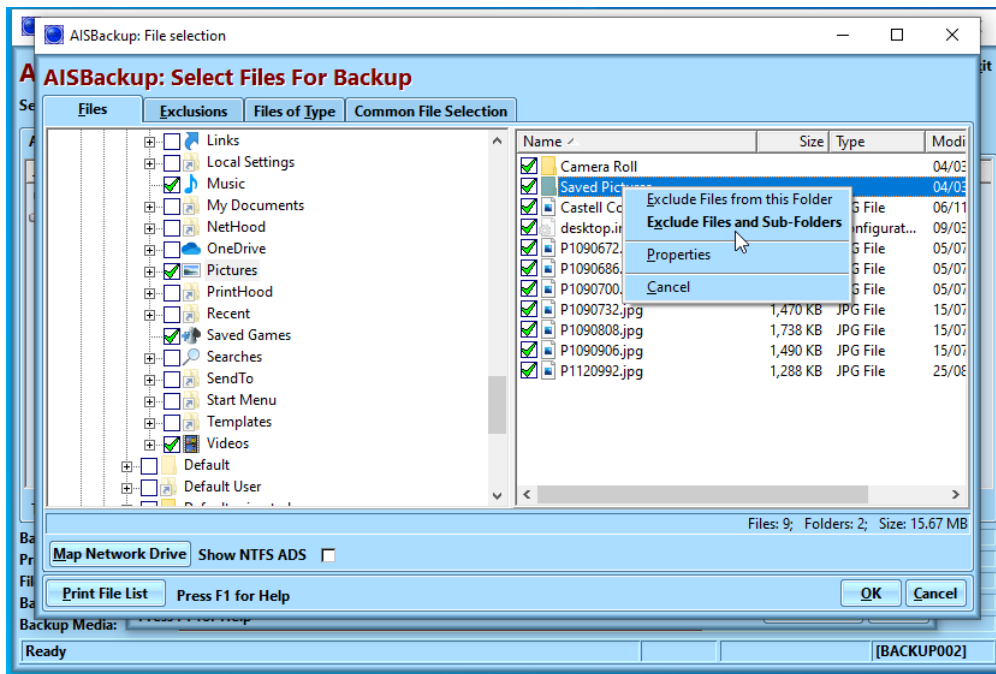 AISBackup: File selection
AISBackup: Select Files For Backup
Files Exclusions Files of Type Common File Selection
Links
Local Settings
Music
My Documents
NetHood
OneDrive
Pictures
PrintHood
Recent
Saved Games
Searches
SendTo
Start Menu
Templates
Videos
Default
Default User
Name Size Type Modi
Camera Roll 04/03
Saved Pictures 04/03
Castell Co G File 06/11
desktop.in nfigurat... 09/03
P1090672. G File 05/07
P1090686. G File 05/07
P1090700. G File 05/07
P1090732.jpg 1,470 KB JPG File 15/07
P1090808.jpg 1,738 KB JPG File 15/07
P1090906.jpg 1,490 KB JPG File 15/07
P1120992.jpg 1,288 KB JPG File 25/08
Exclude Files from this Folder
Exclude Files and Sub-Folders
Properties
Cancel
Files: 9; Folders: 2; Size: 15.67 MB
Map Network Drive Show NTFS ADS
Print File List Press F1 for Help OK Cancel
Backup Media:
Ready [BACKUP002]